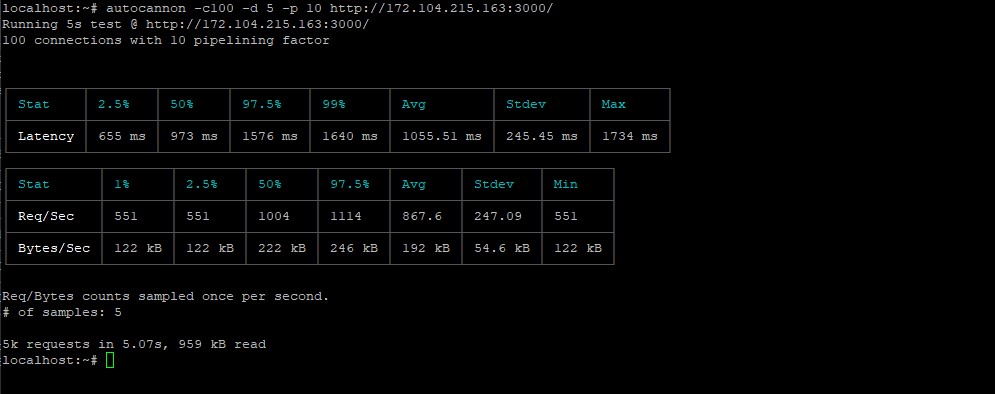 localhost:~# autocannon -c100 -d 5 -p 10 http://172.104.215.163:3000/
Running 5s test @ http://172.104.215.163:3000/
100 connections with 10 pipelining factor
Stat 2.5% 50% 97.5% 99% Avg Stdev Max
Latency 655 ms 973 ms 1576 ms 1640 ms 1055.51 ms 245.45 ms 1734 ms
Stat 1% 2.5% 50% 97.5% Avg Stdev Min
Req/Sec 551 551 1004 1114 867.6 247.09 551
Bytes/Sec 122 kB 122 kB 222 kB 246 kB 192 kB 54.6 kB 122 kB
Req/Bytes counts sampled once per second.
# of samples: 5
5k requests in 5.07s, 959 kB read
localhost:~#